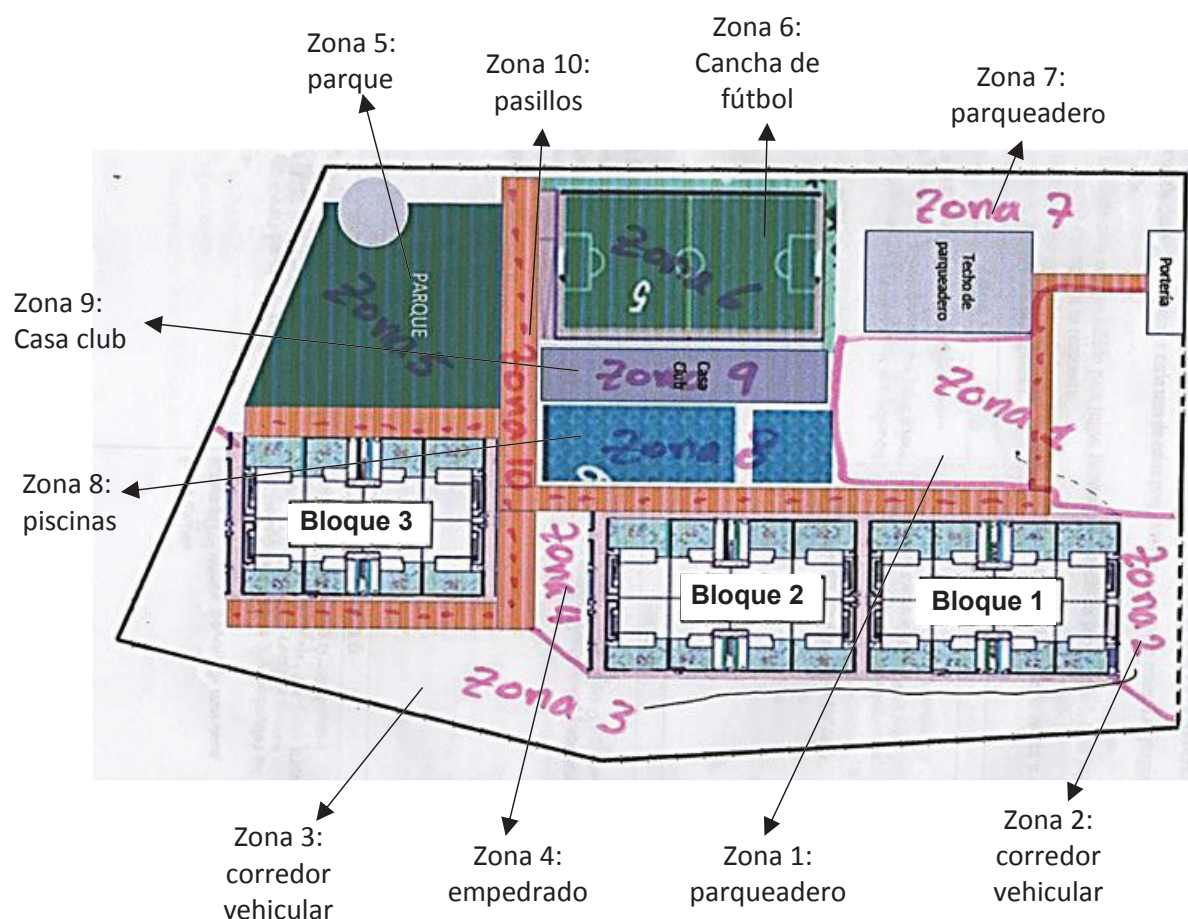 Zona 5:
parque
Zona 10:
pasillos
Zona 6:
Cancha de
fútbol
Zona 7:
parqueadero
Zona 7
Techo de
parqueadero
Portería
Zona 6
5
PARQUE
Zona 5
Zona 9:
Casa club
Casa
Club
Zona 9
Zona 1
Zona 10
Zona 8
Zona 8:
piscinas
Bloque 3
Zona 4
Bloque 2
Bloque 1
Zona 2
Zona 3
Zona 3:
corredor
vehicular
Zona 4:
empedrado
Zona 1:
parqueadero
Zona 2:
corredor
vehicular